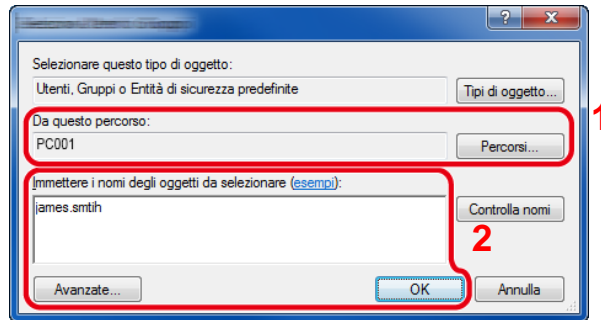 Selezionare questo tipo di oggetto:
Utenti, Gruppi o Entità di sicurezza predefinite
Tipi di oggetto...
Da questo percorso:
1
PC001
Percorsi...
Immettere i nomi degli oggetti da selezionare (esempi):
james.smtih
Controlla nomi
2
Avanzate...
OK
Annulla